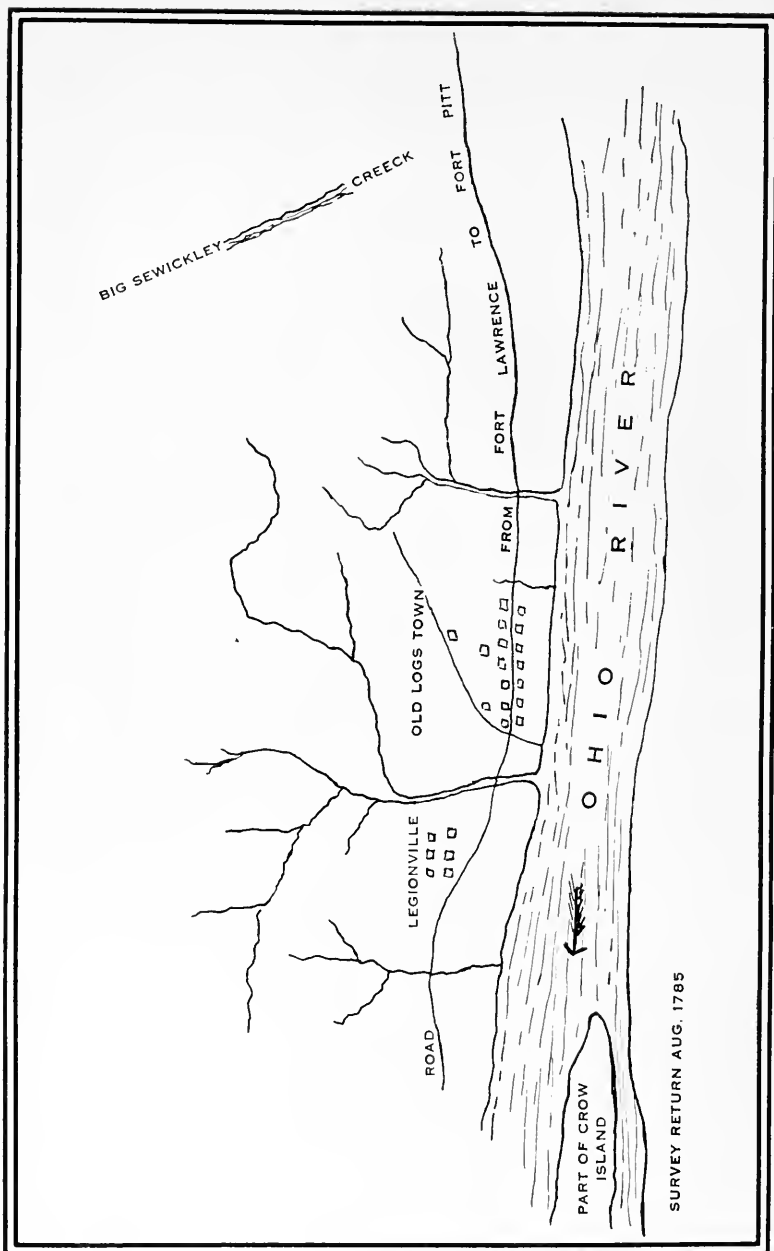 BIG SEWICKLEY CREECK
ROAD FROM FORT LAWRENCE TO FORT PITT
OLD LOGS TOWN
LEGIONVILLE
OHIO RIVER
PART OF CROW
ISLAND
SURVEY RETURN AUG. 1785